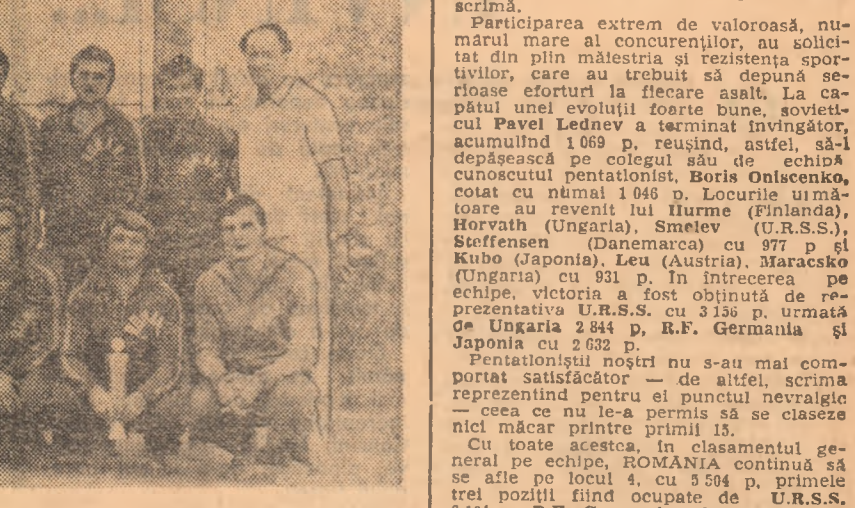 scrimă.
Participarea extrem de valoroasă, nu-
mărul mare al concurenților, au solici-
tat din plin măiestria și rezistența spor-
tivilor, care au trebuit să depună se-
rioase eforturi la fiecare asalt. La ca-
pătul unei evoluții foarte bune, sovieti-
cul Pavel Lednev a terminat învingător,
acumulînd 1 069 p, reușind, astfel, să-l
depășească pe colegul său de echipă
cunoscutul pentatlonist, Boris Oniscenko,
cotat cu numai 1 046 p. Locurile urmă-
toare au revenit lui Hurme (Finlanda),
Horvath (Ungaria), Smelev (U.R.S.S.),
Steffensen (Danemarca) cu 977 p și
Kubo (Japonia), Leu (Austria), Maracsko
(Ungaria) cu 931 p. În întrecerea pe
echipe, victoria a fost obținută de re-
prezentativa U.R.S.S. cu 3 156 p, urmată
de Ungaria 2 844 p, R.F. Germania și
Japonia cu 2 632 p.
Pentatloniștii noștri nu s-au mai com-
portat satisfăcător — de altfel, scrima
reprezentînd pentru ei punctul nevralgic
— ceea ce nu le-a permis să se claseze
nici măcar printre primii 15.
Cu toate acestea, în clasamentul ge-
neral pe echipe, ROMÂNIA continuă să
se afle pe locul 4, cu 5 504 p, primele
trei poziții fiind ocupate de U.R.S.S.